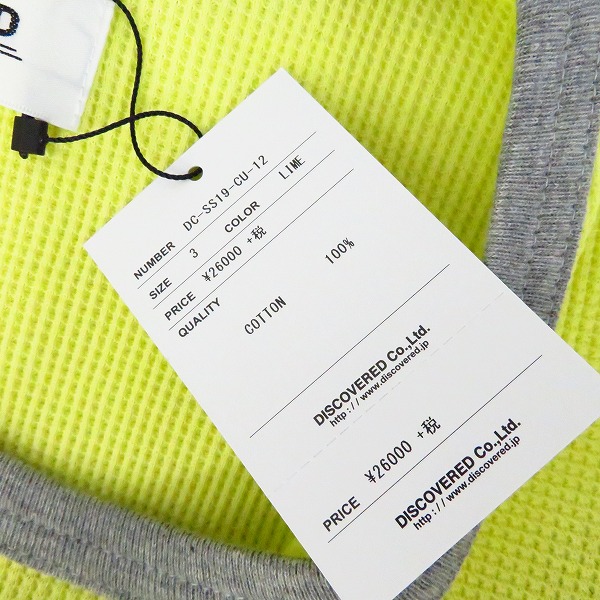 NUMBER DC-SS19-CU-12
SIZE 3 COLOR LIME
PRICE ¥26000 +税
QUALITY
COTTON 100%
DISCOVERED Co.,Ltd.
http://www.discovered.jp
PRICE ¥26000 +税
DISCOVERED Co.,Ltd.
http://www.discovered.jp